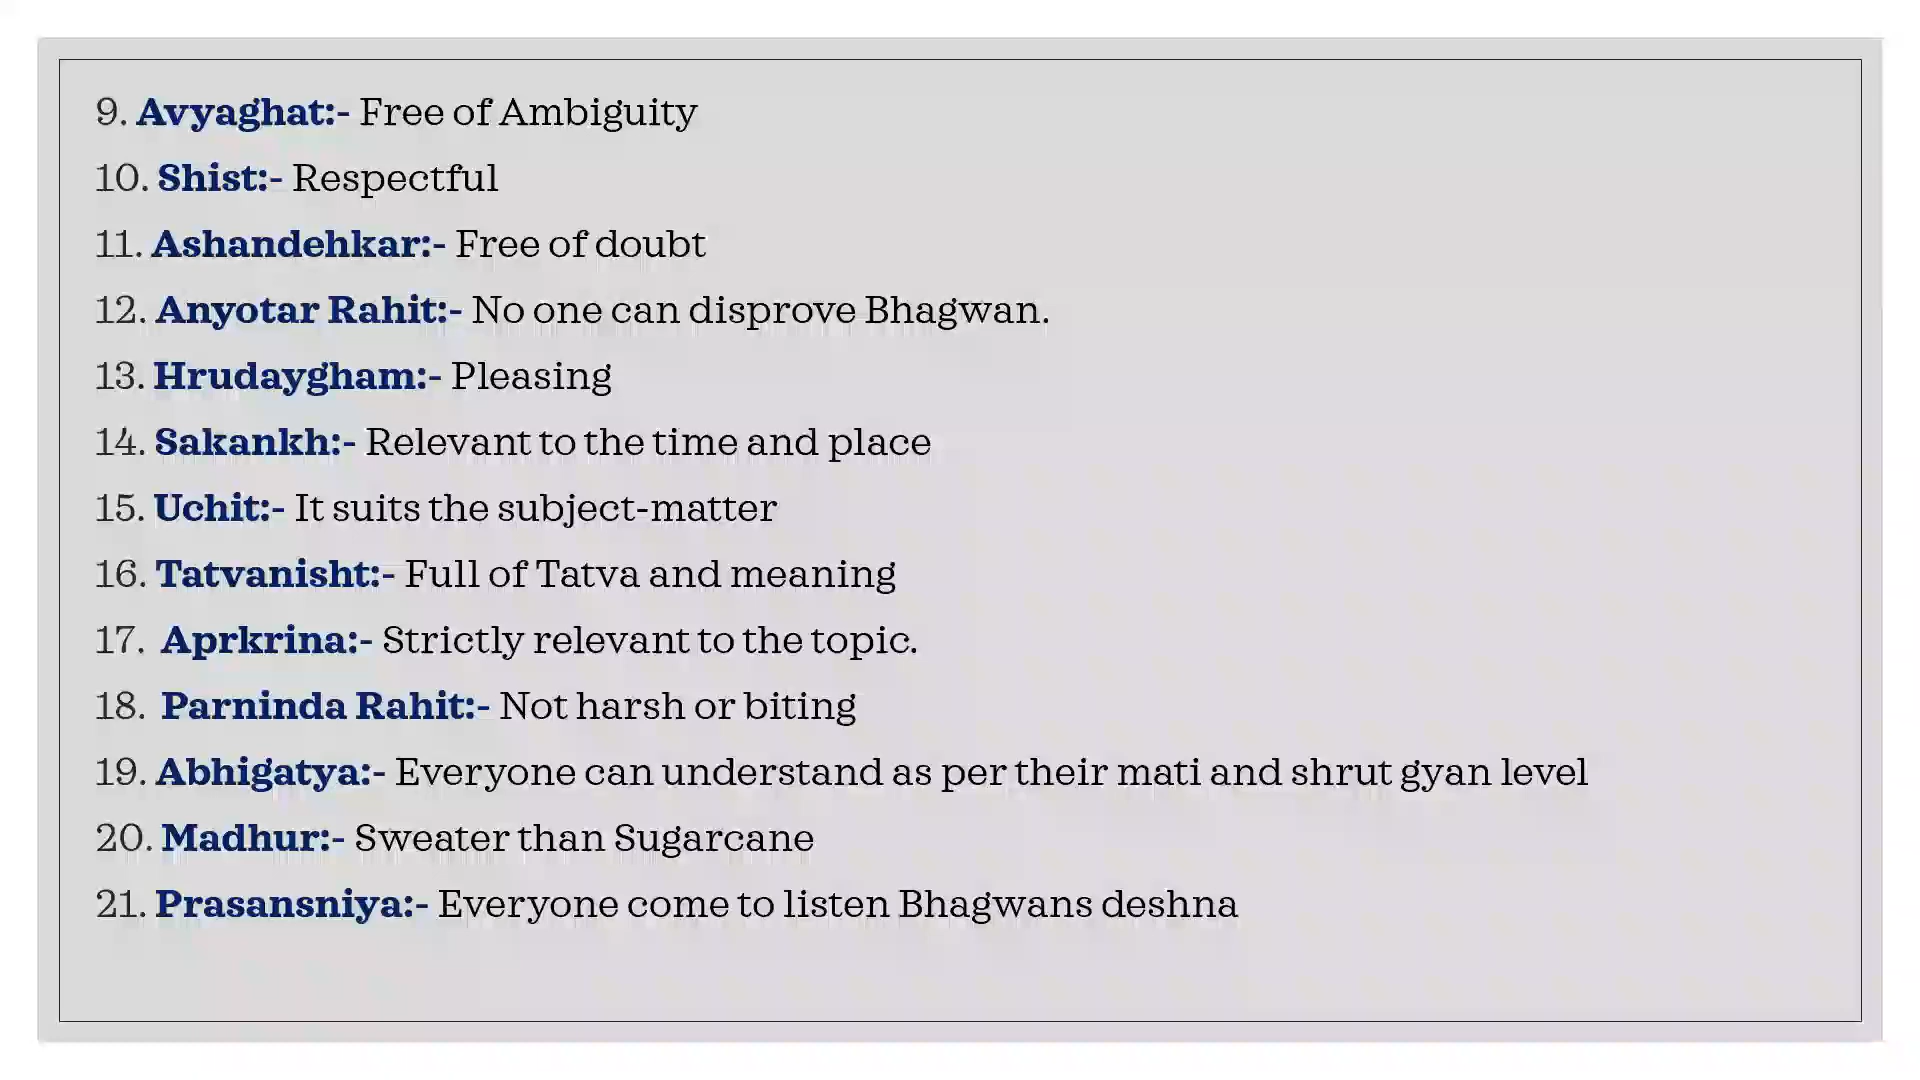 9. Avyaghat:- Free of Ambiguity
10. Shist:- Respectful
11. Ashandehkar:- Free of doubt
12. Anyotar Rahit:- No one can disprove Bhagwan.
13. Hrudaygham:- Pleasing
14. Sakankh:- Relevant to the time and place
15. Uchit:- It suits the subject-matter
16. Tatvanisht:- Full of Tatva and meaning
17. Aprkrina:- Strictly relevant to the topic.
18. Parninda Rahit:- Not harsh or biting
19. Abhigatya:- Everyone can understand as per their mati and shrut gyan level
20. Madhur:- Sweater than Sugarcane
21. Prasansniya:- Everyone come to listen Bhagwans deshna